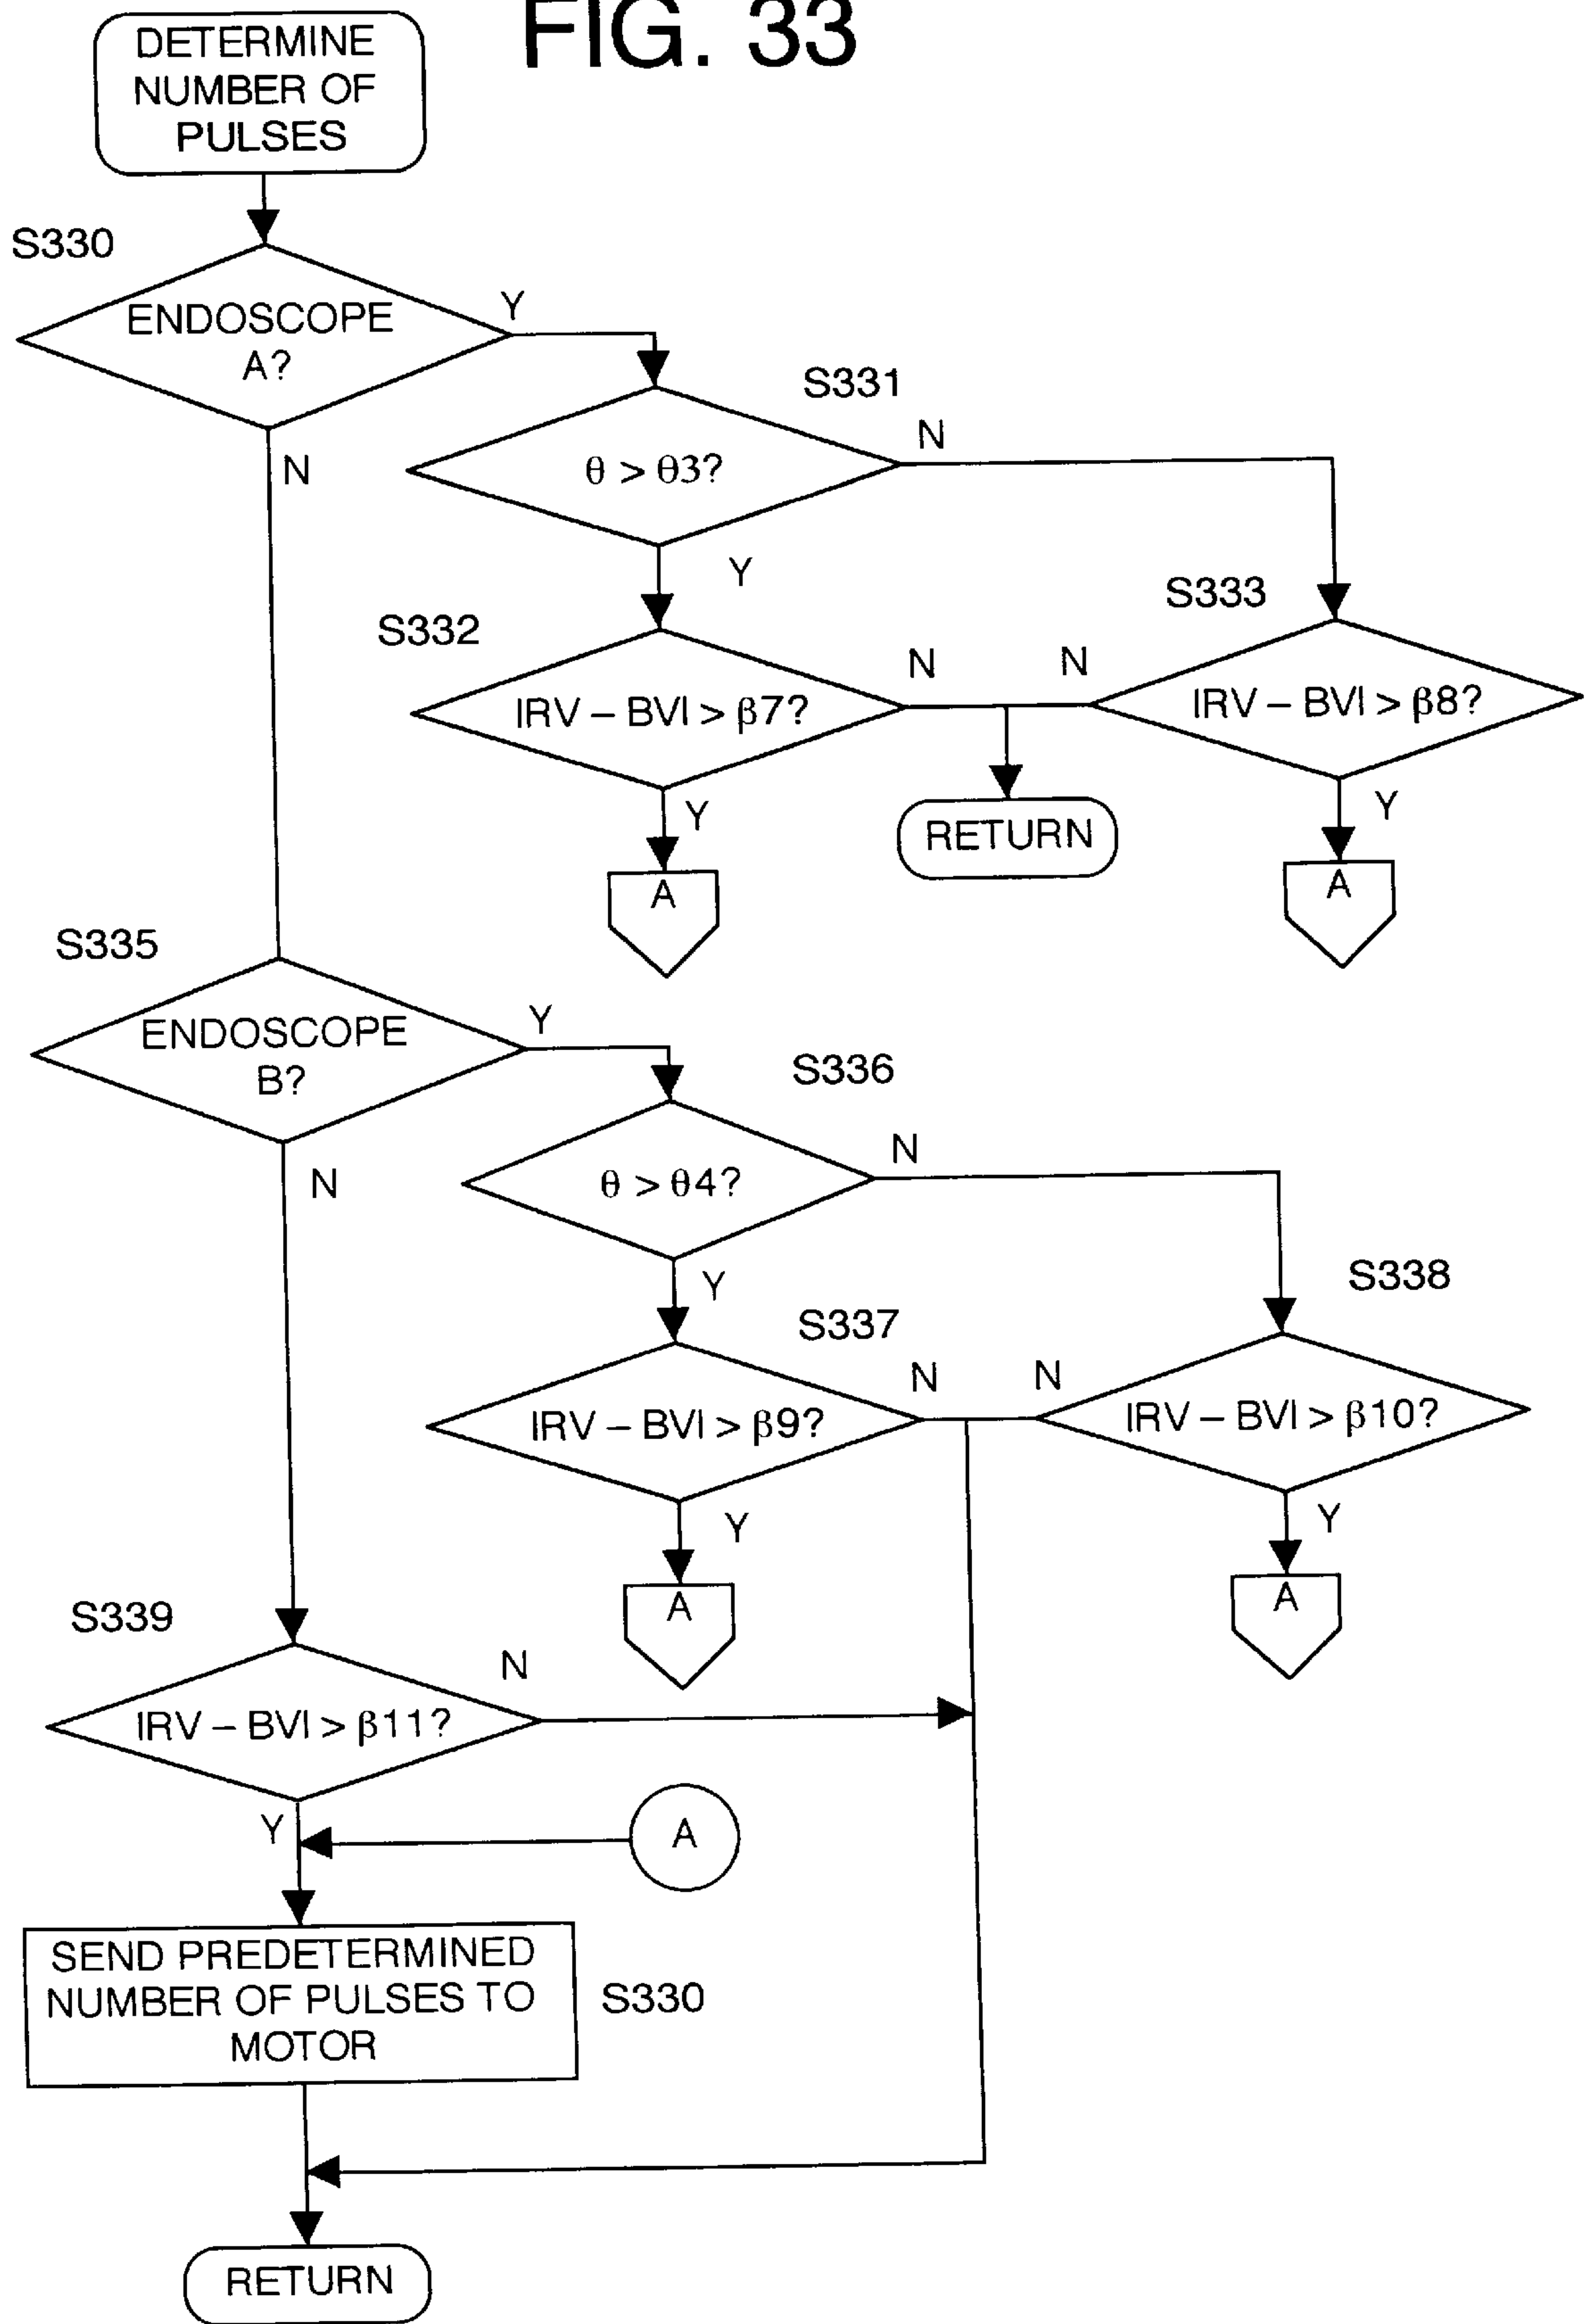 FIG. 33
DETERMINE
NUMBER OF
PULSES
S330
ENDOSCOPE
A?
Y
N
S331
θ > θ3?
N
Y
S332
IRV – BVI > β7?
N
Y
A
RETURN
S333
N
IRV – BVI > β8?
Y
A
S335
ENDOSCOPE
B?
Y
N
S336
θ > θ4?
N
Y
S337
IRV – BVI > β9?
N
Y
A
S338
N
IRV – BVI > β10?
Y
A
S339
IRV – BVI > β11?
N
Y
A
SEND PREDETERMINED
NUMBER OF PULSES TO
MOTOR
S330
RETURN